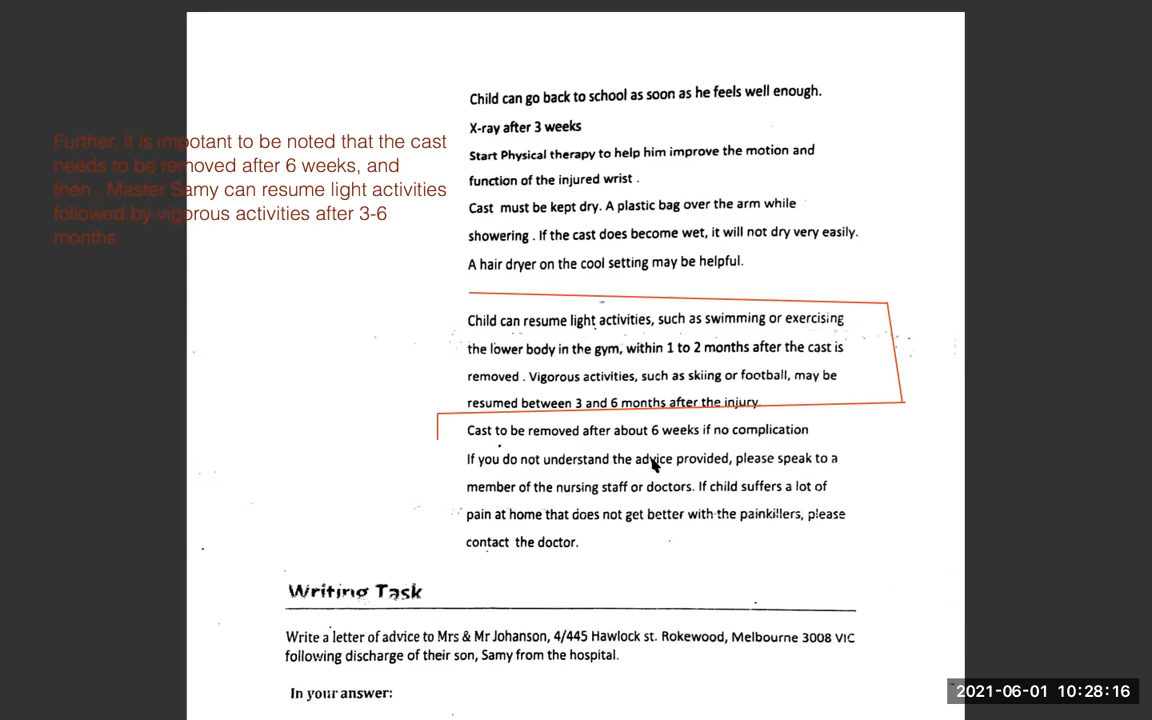 Child can go back to school as soon as he feels well enough.
X-ray after 3 weeks
Start Physical therapy to help him improve the motion and
function of the injured wrist .
Cast must be kept dry. A plastic bag over the arm while
showering . If the cast does become wet, it will not dry very easily.
A hair dryer on the cool setting may be helpful.
Further, it is impotant to be noted that the cast
needs to be removed after 6 weeks, and
then , Master Samy can resume light activities
followed by vigorous activities after 3-6
months
Child can resume light activities, such as swimming or exercising
the lower body in the gym, within 1 to 2 months after the cast is
removed . Vigorous activities, such as skiing or football, may be
resumed between 3 and 6 months after the injury
Cast to be removed after about 6 weeks if no complication
If you do not understand the advice provided, please speak to a
member of the nursing staff or doctors. If child suffers a lot of
pain at home that does not get better with the painkillers, please
contact the doctor.
Writing Task
Write a letter of advice to Mrs & Mr Johanson, 4/445 Hawlock st. Rokewood, Melbourne 3008 VIC
following discharge of their son, Samy from the hospital.
In your answer:
2021-06-01 10:28:16